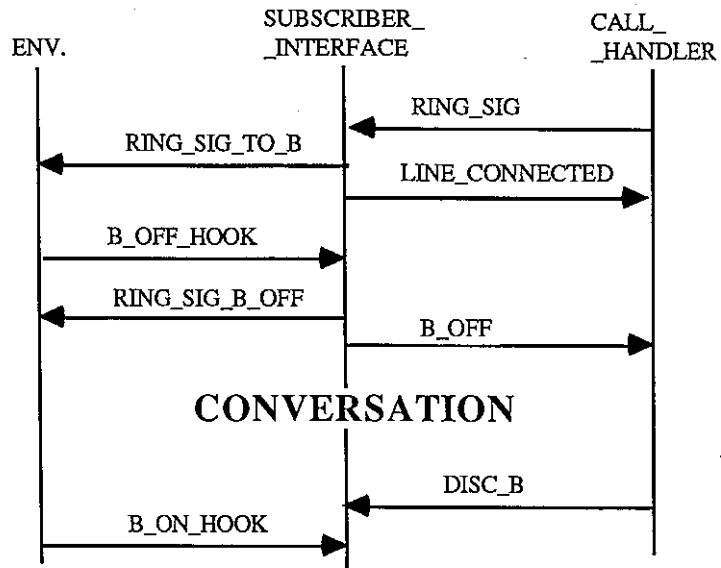 ENV.
SUBSCRIBER_
_INTERFACE
CALL_
_HANDLER
RING_SIG
RING_SIG_TO_B
LINE_CONNECTED
B_OFF_HOOK
RING_SIG_B_OFF
B_OFF
CONVERSATION
DISC_B
B_ON_HOOK